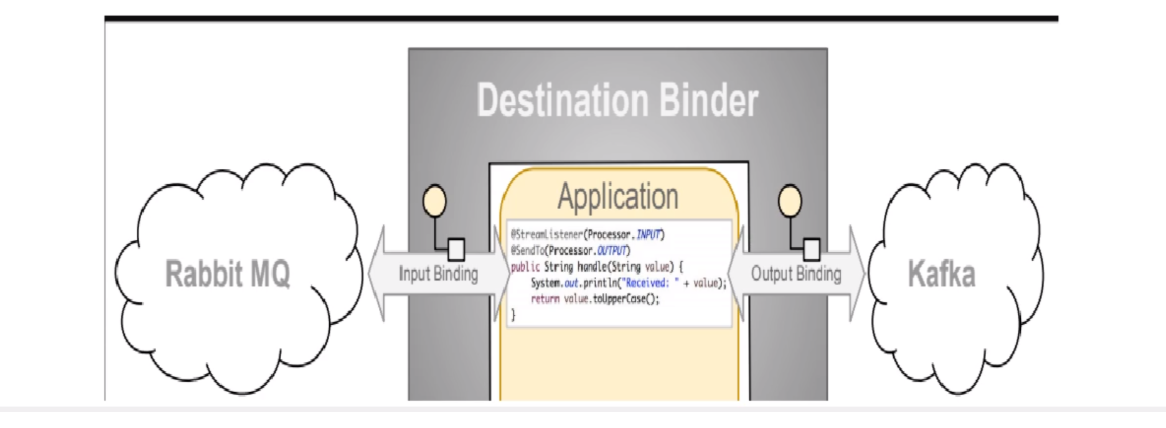 Destination Binder
Application
@StreamListener(Processor.INPUT)
@SendTo(Processor.OUTPUT)
public String handle(String value) {
System.out.println("Received: " + value);
return value.toUpperCase();
}
Rabbit MQ
Input Binding
Output Binding
Kafka